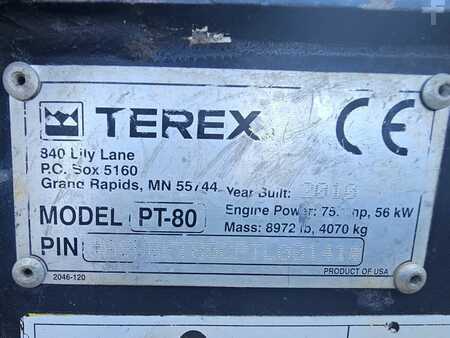 TEREX CE
840 Lily Lane
P.O. Box 5160
Grand Rapids, MN 55744 Year Built:
MODEL PT-80 Engine Power: 75. hp, 56 kW
PIN Mass: 8972 lb, 4070 kg
PRODUCT OF USA
2046-120